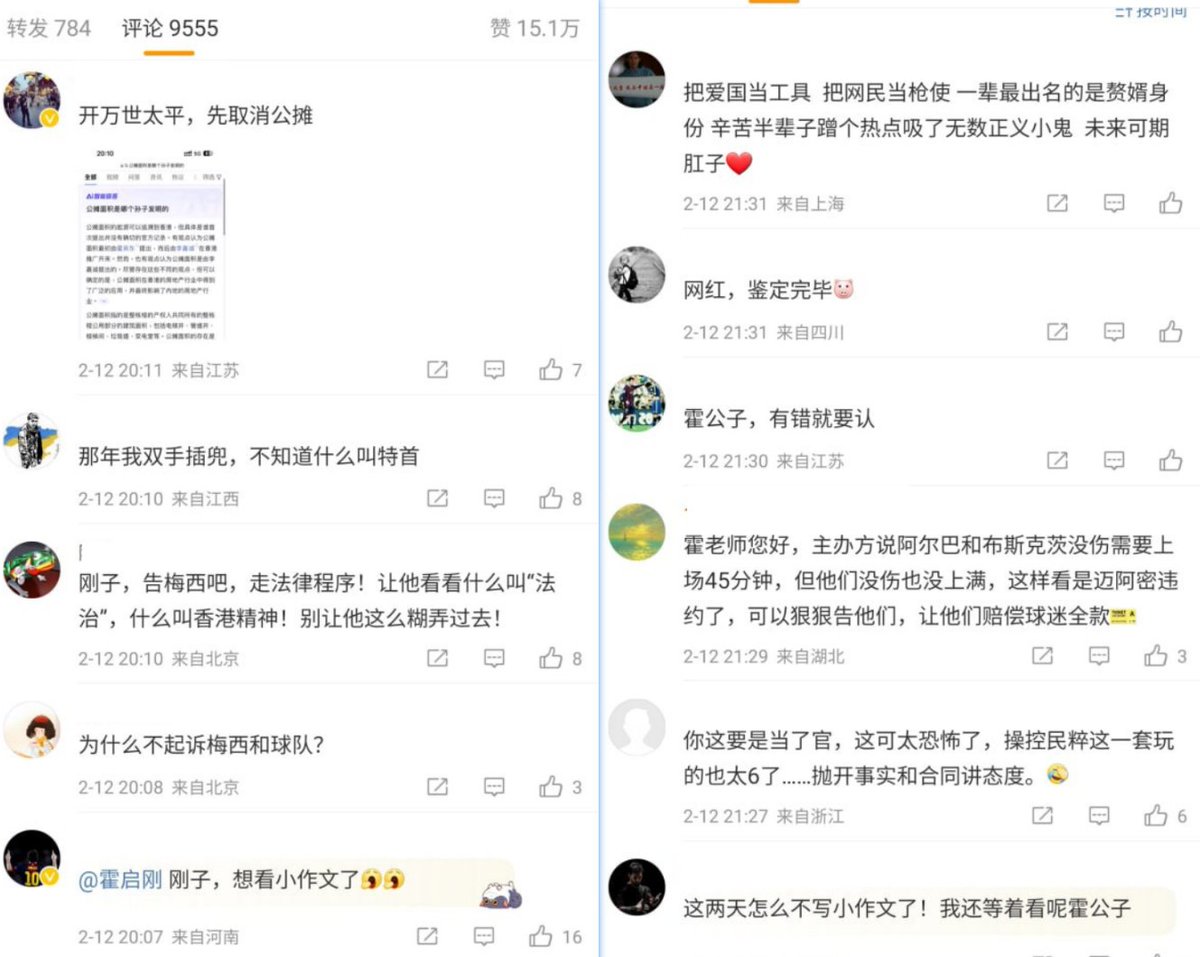 转发 784
评论 9555
赞 15.1万
开万世太平，先取消公摊
20:10
公摊面积是哪个孙子发明的
2-12 20:11 来自江苏
7
那年我双手插兜，不知道什么叫特首
2-12 20:10 来自江西
8
刚子，告梅西吧，走法律程序！让他看看什么叫“法
治”，什么叫香港精神！别让他这么糊弄过去！
2-12 20:10 来自北京
8
为什么不起诉梅西和球队？
2-12 20:08 来自北京
3
@霍启刚 刚子，想看小作文了
2-12 20:07 来自河南
16
按时间
把爱国当工具 把网民当枪使 一辈最出名的是赘婿身
份 辛苦半辈子蹭个热点吸了无数正义小鬼 未来可期
肛子❤️
2-12 21:31 来自上海
网红，鉴定完毕🐷
2-12 21:31 来自四川
霍公子，有错就要认
2-12 21:30 来自江苏
霍老师您好，主办方说阿尔巴和布斯克茨没伤需要上
场45分钟，但他们没伤也没上满，这样看是迈阿密违
约了，可以狠狠告他们，让他们赔偿球迷全款
2-12 21:29 来自湖北
3
你这要是当了官，这可太恐怖了，操控民粹这一套玩
的也太6了……抛开事实和合同讲态度。
2-12 21:27 来自浙江
6
这两天怎么不写小作文了！我还等着看呢霍公子